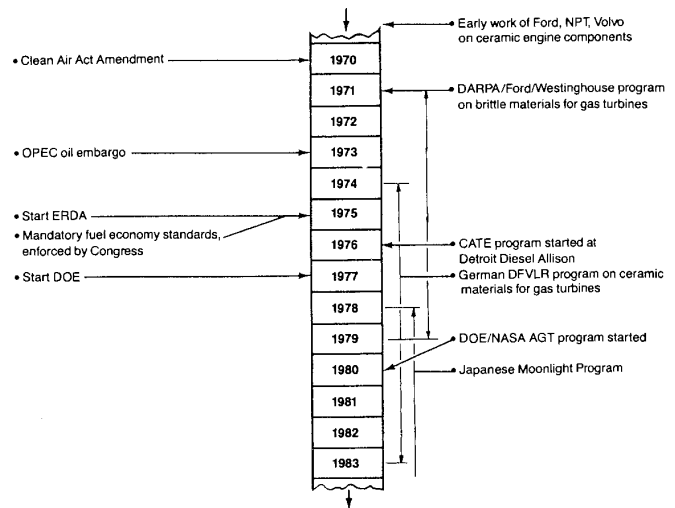 • Early work of Ford, NPT, Volvo
on ceramic engine components
• Clean Air Act Amendment
1970
1971
• DARPA/Ford/Westinghouse program
on brittle materials for gas turbines
1972
• OPEC oil embargo
1973
1974
• Start ERDA
1975
• Mandatory fuel economy standards,
enforced by Congress
1976
• CATE program started at
Detroit Diesel Allison
• Start DOE
1977
• German DFVLR program on ceramic
materials for gas turbines
1978
1979
• DOE/NASA AGT program started
1980
• Japanese Moonlight Program
1981
1982
1983